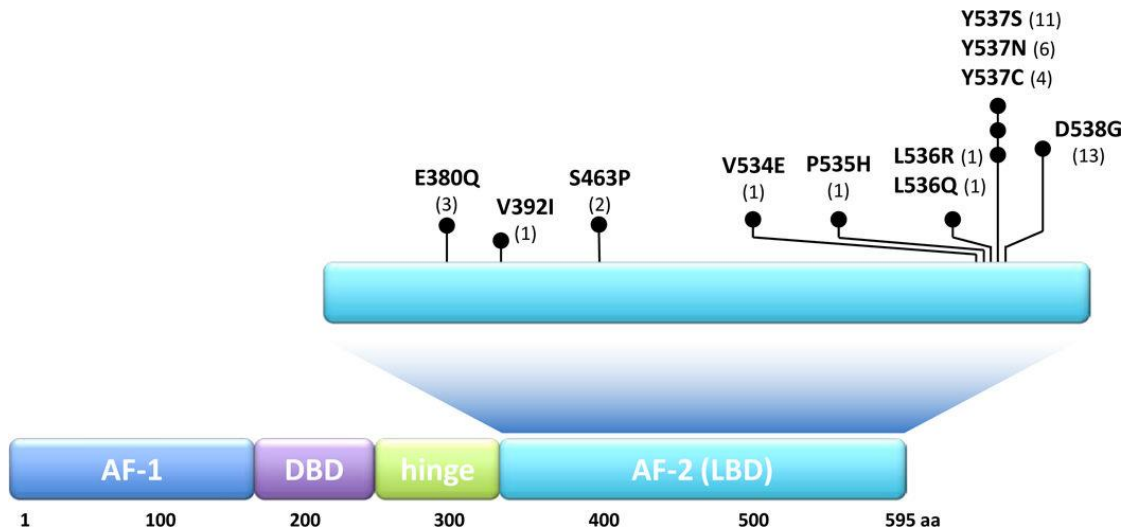 Y537S (11)
Y537N (6)
Y537C (4)
D538G
(13)
L536R (1)
L536Q (1)
V534E
(1)
P535H
(1)
E380Q
(3)
V392I
(1)
S463P
(2)
AF-1
DBD
hinge
AF-2 (LBD)
1 100 200 300 400 500 595 aa